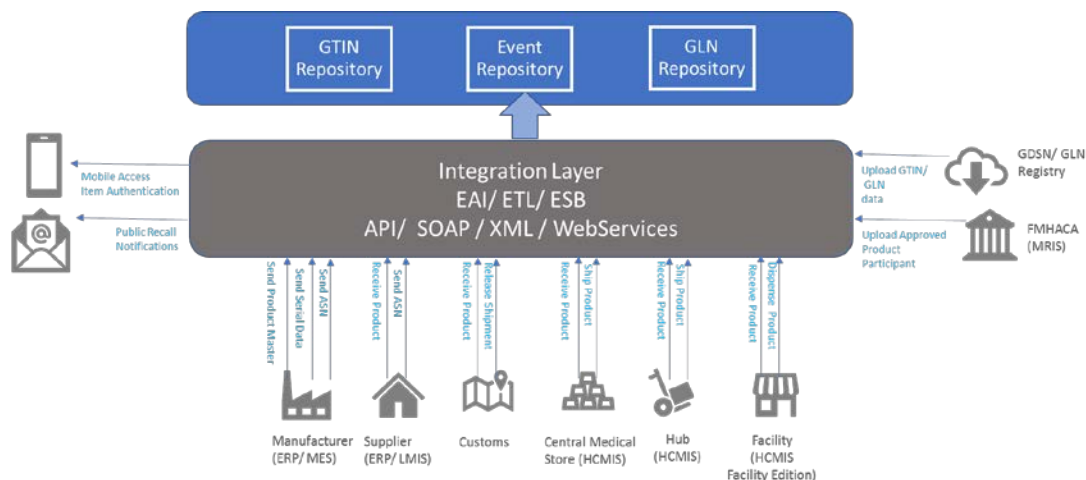 GTIN
Repository
Event
Repository
GLN
Repository
Integration Layer
EAI/ ETL/ ESB
API/ SOAP / XML / WebServices
Mobile Access
Item Authentication
@
Public Recall
Notifications
Upload GTIN/
GLN
data
GDSN/ GLN
Registry
Upload Approved
Product
Participant
FMHACA
(MRIS)
Send Product Master
Send Serial Data
Send ASN
Receive Product
Send ASN
Receive Product
Release Shipment
Receive Product
Ship Product
Receive Product
Ship Product
Receive Product
Dispense Product
Manufacturer
(ERP/ MES)
Supplier
(ERP/ LMIS)
Customs
Central Medical
Store (HCMIS)
Hub
(HCMIS)
Facility
(HCMIS
Facility Edition)